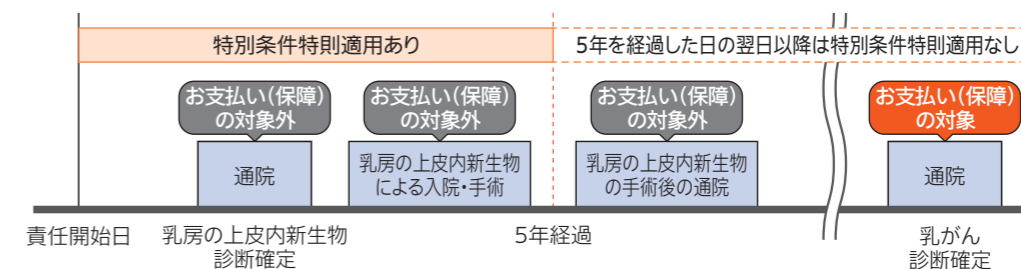 特別条件特則適用あり
5年を経過した日の翌日以降は特別条件特則適用なし
お支払い(保障)
の対象外
お支払い(保障)
の対象外
お支払い(保障)
の対象外
お支払い(保障)
の対象
通院
乳房の上皮内新生物
による入院・手術
乳房の上皮内新生物
の手術後の通院
通院
責任開始日
乳房の上皮内新生物
診断確定
5年経過
乳がん
診断確定